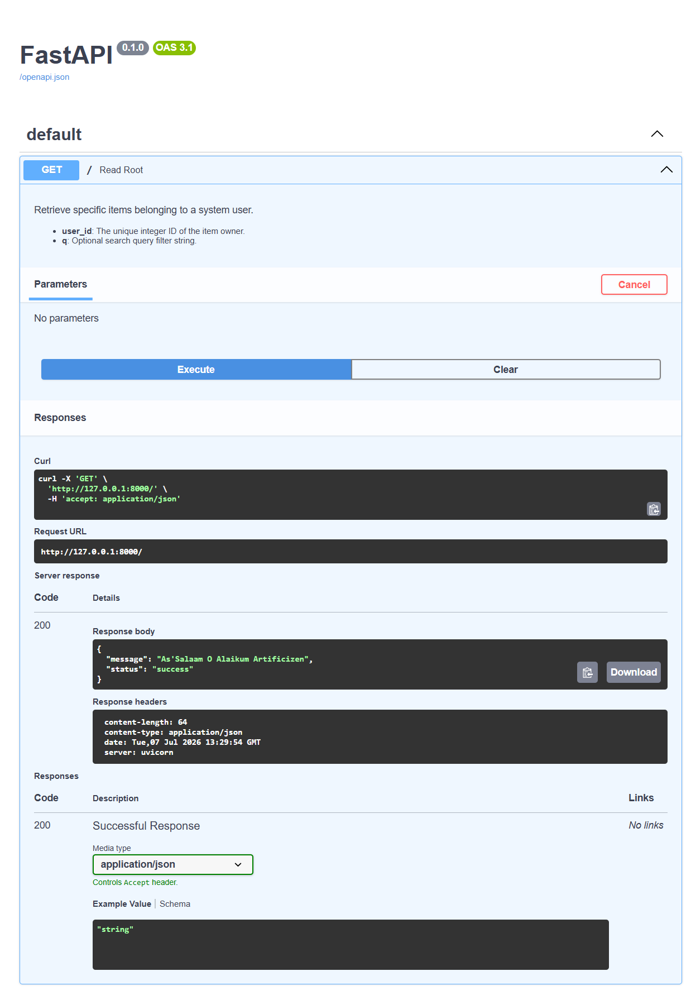 FastAPI 0.1.0 OAS 3.1
/openapi.json
default
GET / Read Root
Retrieve specific items belonging to a system user.
• user_id: The unique integer ID of the item owner.
• q: Optional search query filter string.
Parameters Cancel
No parameters
Execute Clear
Responses
Curl
curl -X 'GET' \
  'http://127.0.0.1:8000/' \
  -H 'accept: application/json'
Request URL
http://127.0.0.1:8000/
Server response
Code Details
200
Response body
{
  "message": "As'Salaam O Alaikum Artificizen",
  "status": "success"
}
Download
Response headers
content-length: 64
content-type: application/json
date: Tue,07 Jul 2026 13:29:54 GMT
server: uvicorn
Responses
Code Description Links
200 Successful Response No links
Media type
application/json
Controls Accept header.
Example Value | Schema
"string"